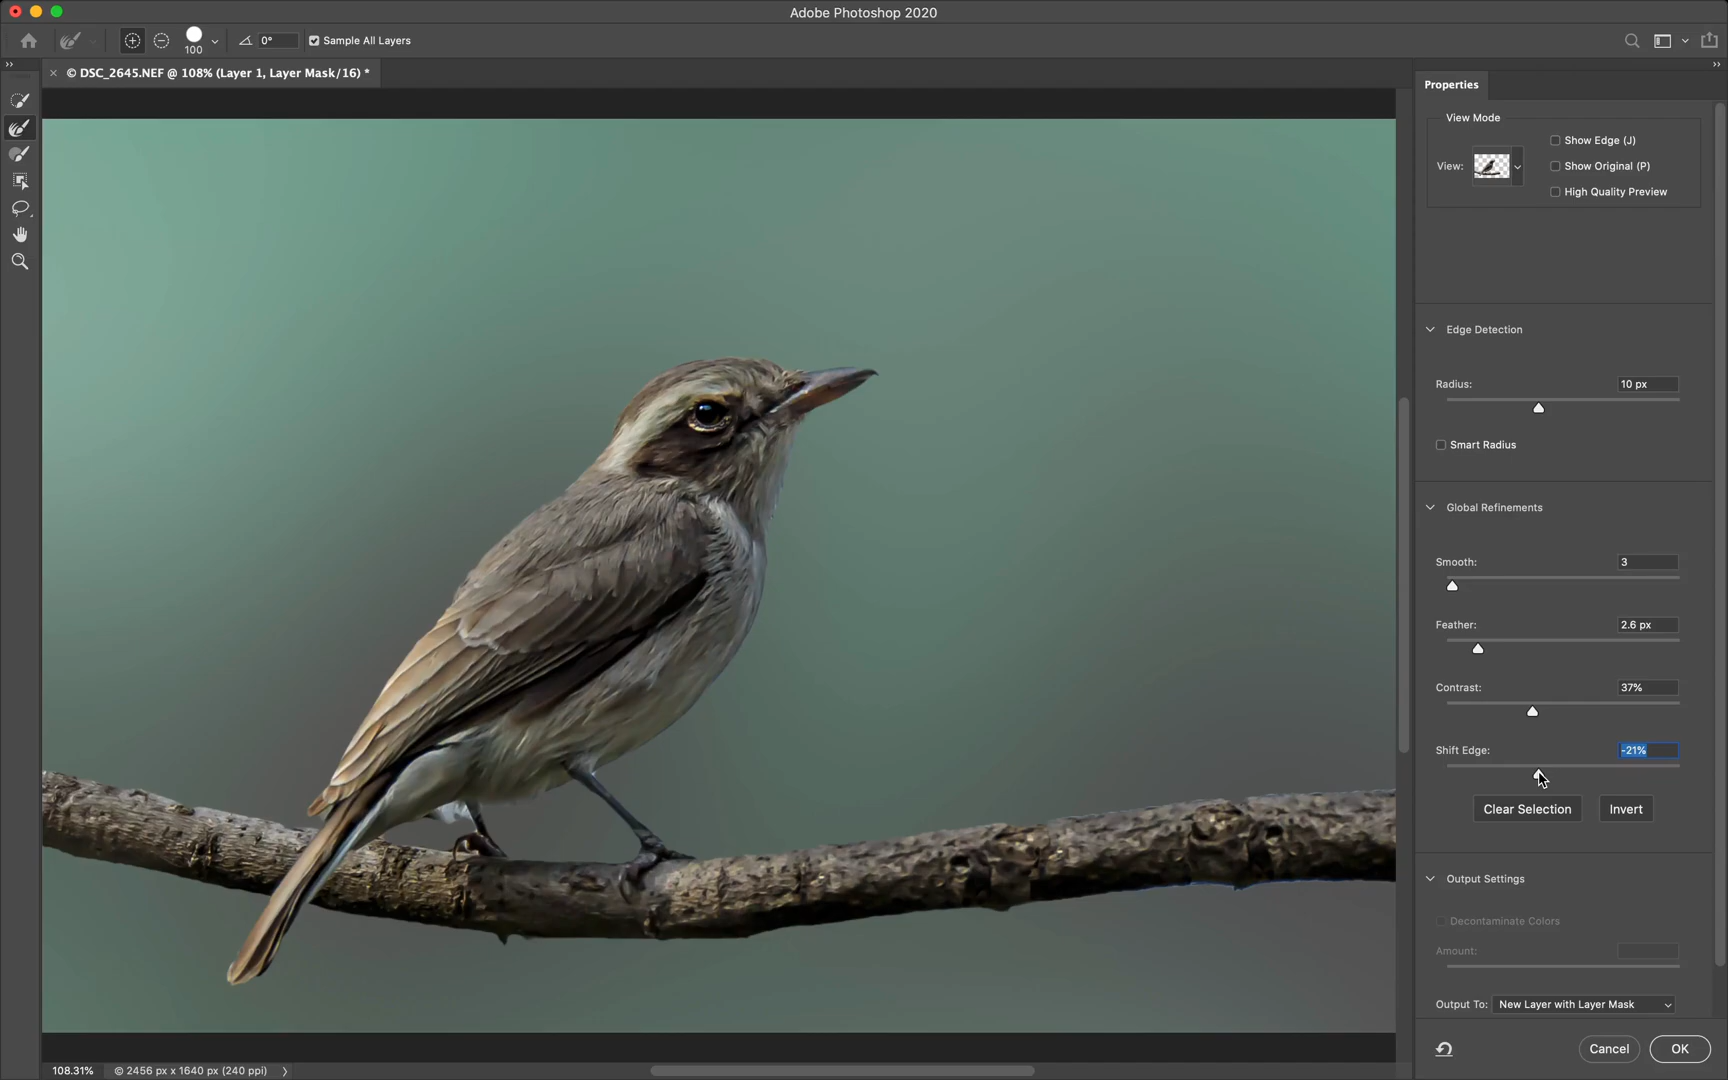 Adobe Photoshop 2020
100
0°
Sample All Layers
© DSC_2645.NEF @ 108% (Layer 1, Layer Mask/16) *
Properties
View Mode
View:
Show Edge (J)
Show Original (P)
High Quality Preview
Edge Detection
Radius: 10 px
Smart Radius
Global Refinements
Smooth: 3
Feather: 2.6 px
Contrast: 37%
Shift Edge: -21%
Clear Selection Invert
Output Settings
Decontaminate Colors
Amount:
Output To: New Layer with Layer Mask
Cancel OK
108.31% © 2456 px x 1640 px (240 ppi)